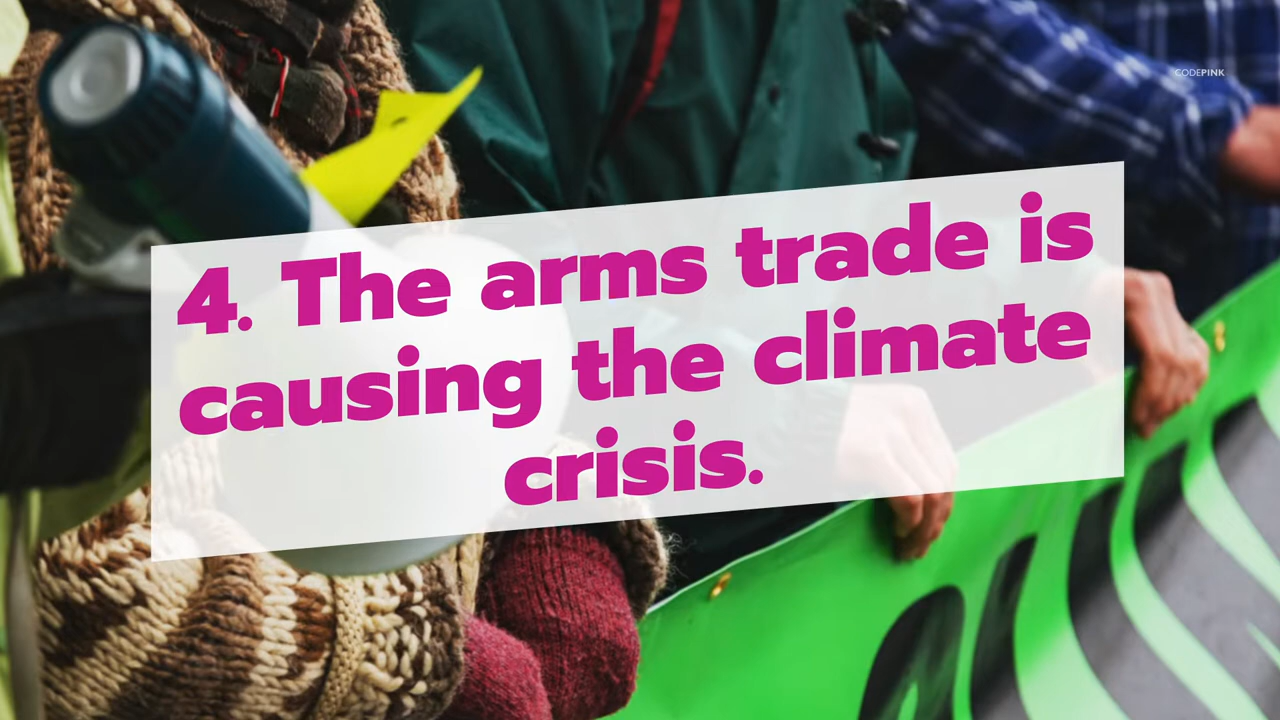 CODEPINK
4. The arms trade is
causing the climate
crisis.